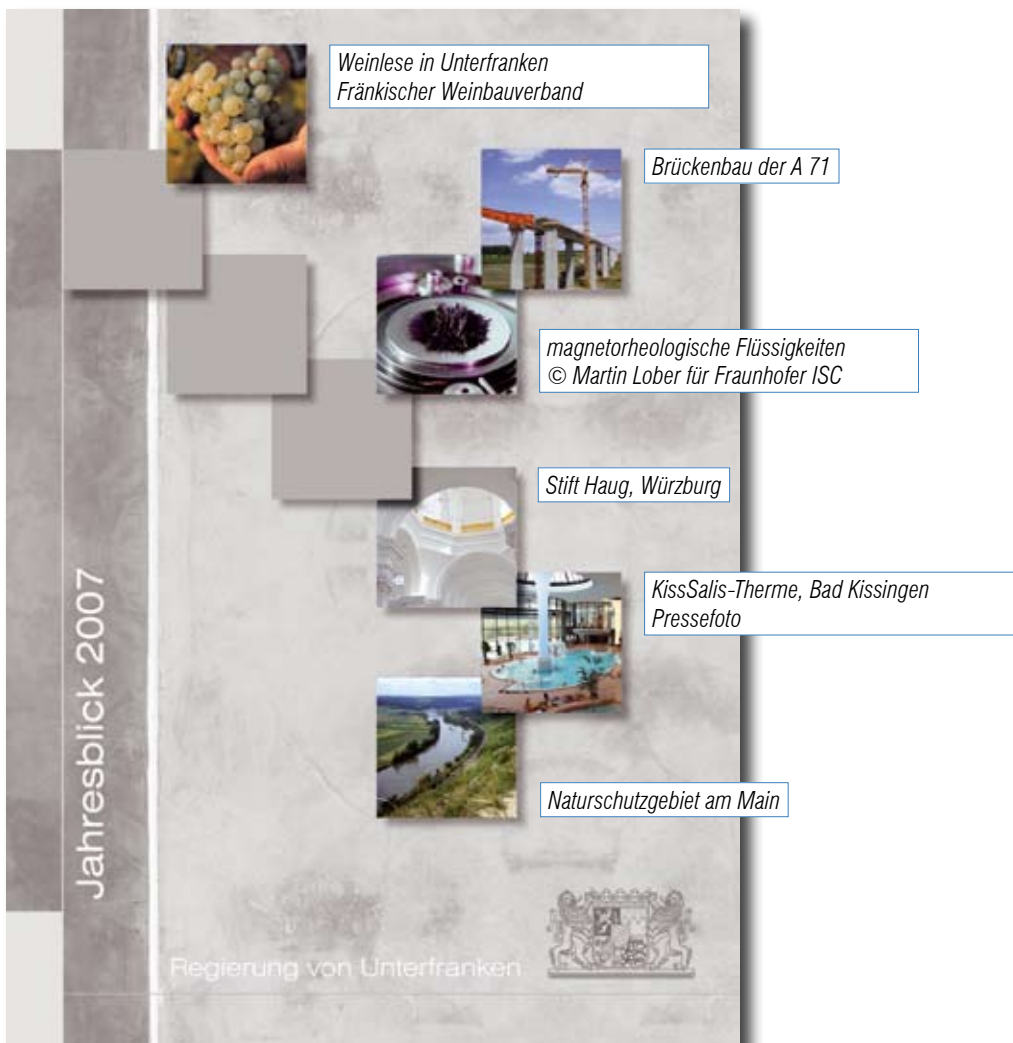 Weinlese in Unterfranken
Fränkischer Weinbauverband
Brückenbau der A 71
magnetorheologische Flüssigkeiten
© Martin Lober für Fraunhofer ISC
Stift Haug, Würzburg
KissSalis-Therme, Bad Kissingen
Pressefoto
Naturschutzgebiet am Main
Jahresblick 2007
Regierung von Unterfranken